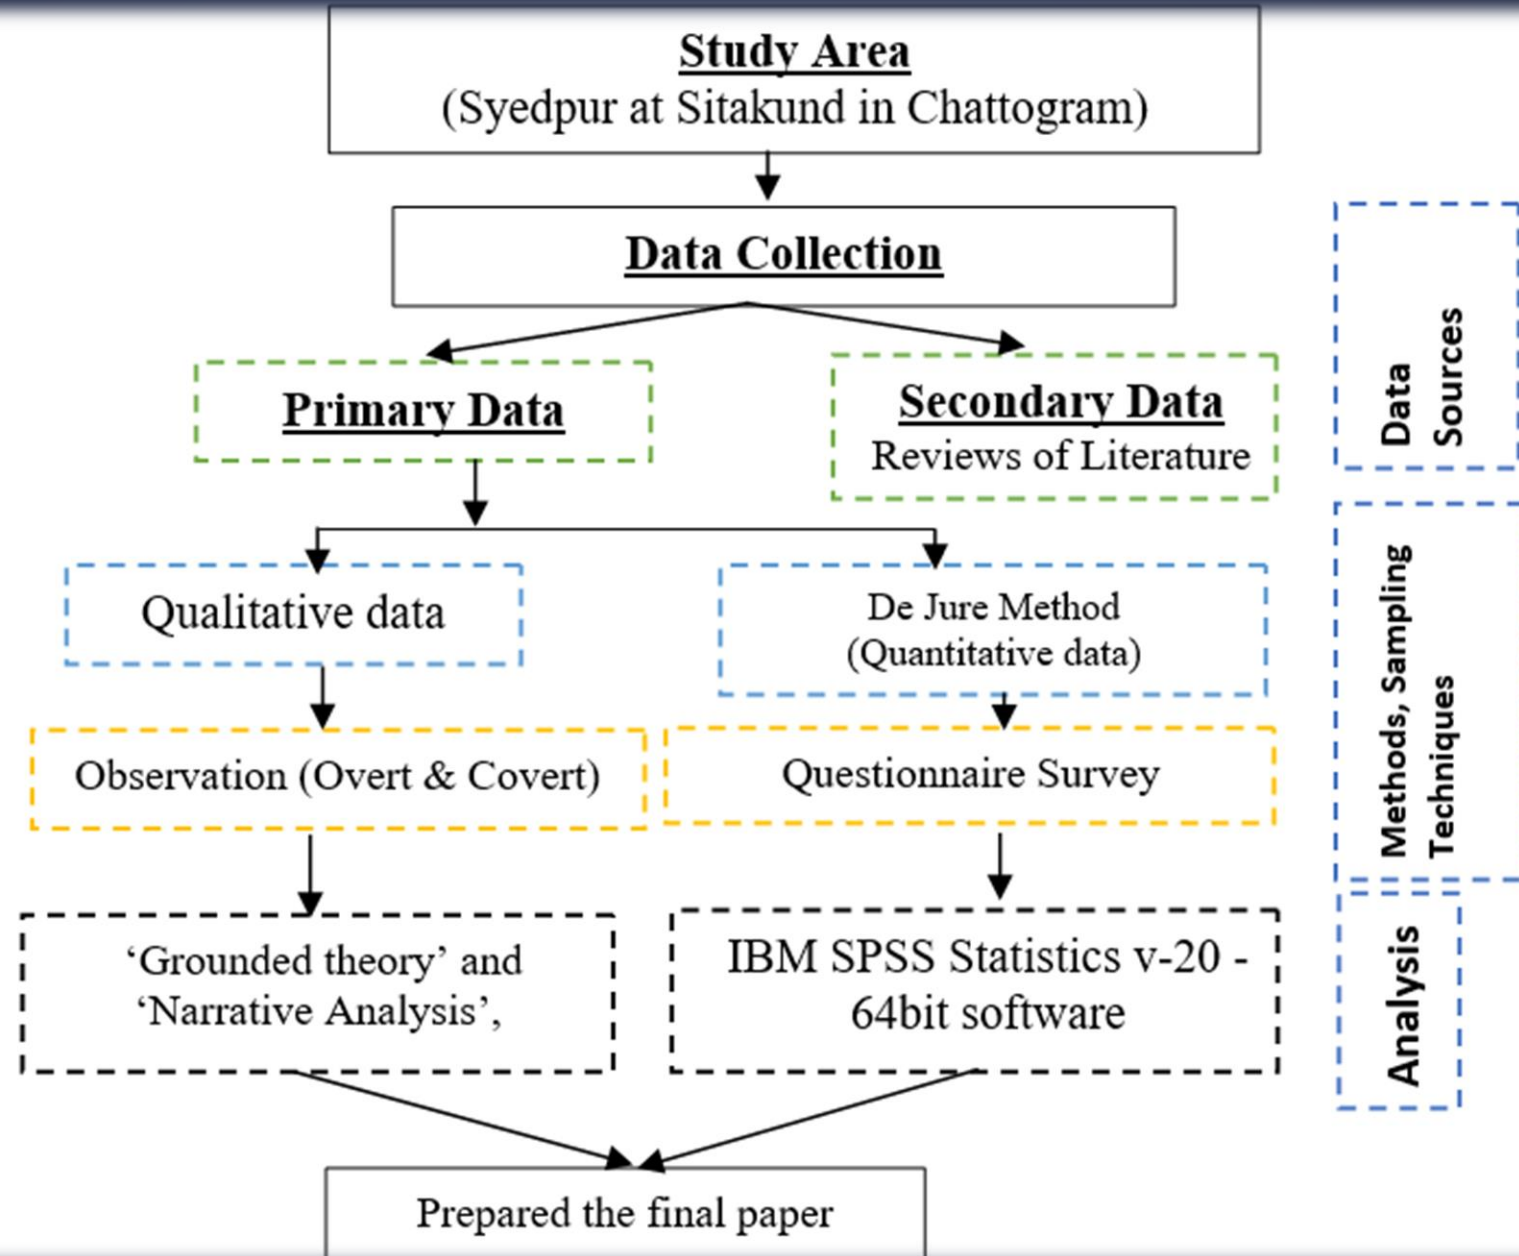 Study Area
(Syedpur at Sitakund in Chattogram)
Data Collection
Primary Data
Secondary Data
Reviews of Literature
Data
Sources
Qualitative data
De Jure Method
(Quantitative data)
Observation (Overt & Covert)
Questionnaire Survey
Methods, Sampling
Techniques
‘Grounded theory’ and
‘Narrative Analysis’,
IBM SPSS Statistics v-20 -
64bit software
Analysis
Prepared the final paper